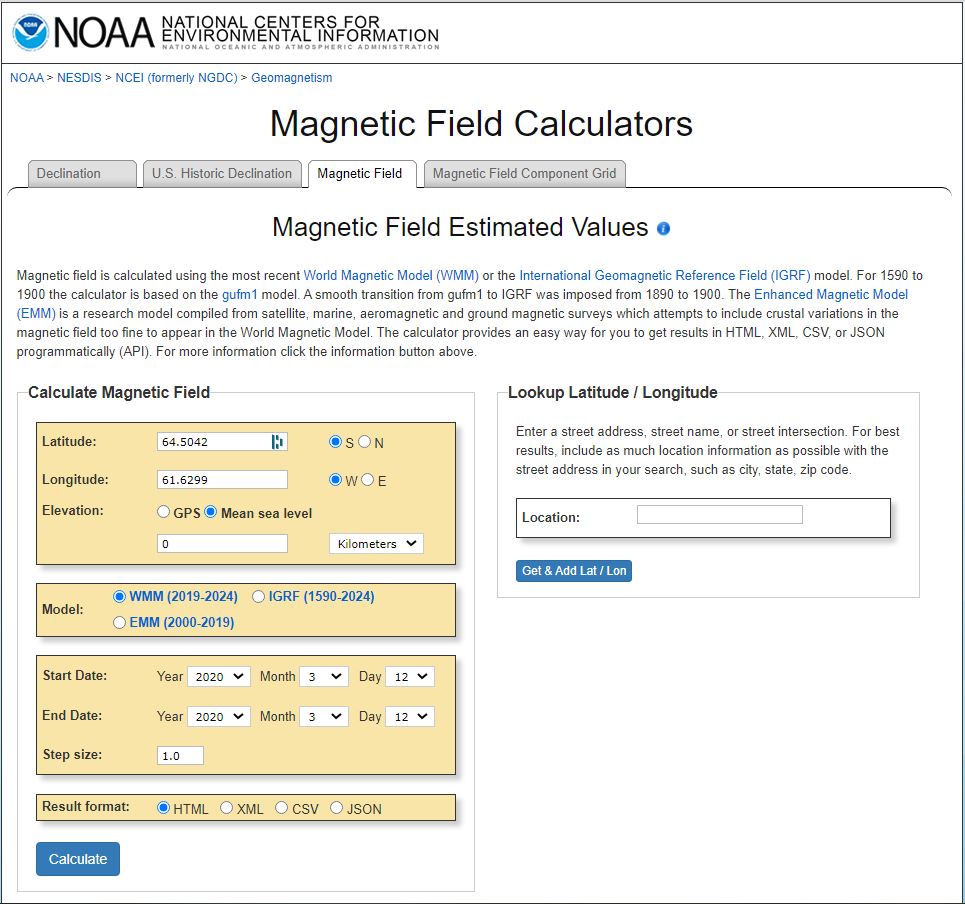 NOAA NATIONAL CENTERS FOR
ENVIRONMENTAL INFORMATION
NATIONAL OCEANIC AND ATMOSPHERIC ADMINISTRATION
NOAA > NESDIS > NCEI (formerly NGDC) > Geomagnetism
Magnetic Field Calculators
Declination U.S. Historic Declination Magnetic Field Magnetic Field Component Grid
Magnetic Field Estimated Values
Magnetic field is calculated using the most recent World Magnetic Model (WMM) or the International Geomagnetic Reference Field (IGRF) model. For 1590 to
1900 the calculator is based on the gufm1 model. A smooth transition from gufm1 to IGRF was imposed from 1890 to 1900. The Enhanced Magnetic Model
(EMM) is a research model compiled from satellite, marine, aeromagnetic and ground magnetic surveys which attempts to include crustal variations in the
magnetic field too fine to appear in the World Magnetic Model. The calculator provides an easy way for you to get results in HTML, XML, CSV, or JSON
programmatically (API). For more information click the information button above.
Calculate Magnetic Field
Latitude: 64.5042 S N
Longitude: 61.6299 W E
Elevation: GPS Mean sea level
0 Kilometers
Model: WMM (2019-2024) IGRF (1590-2024)
EMM (2000-2019)
Start Date: Year 2020 Month 3 Day 12
End Date: Year 2020 Month 3 Day 12
Step size: 1.0
Result format: HTML XML CSV JSON
Calculate
Lookup Latitude / Longitude
Enter a street address, street name, or street intersection. For best
results, include as much location information as possible with the
street address in your search, such as city, state, zip code.
Location:
Get & Add Lat / Lon